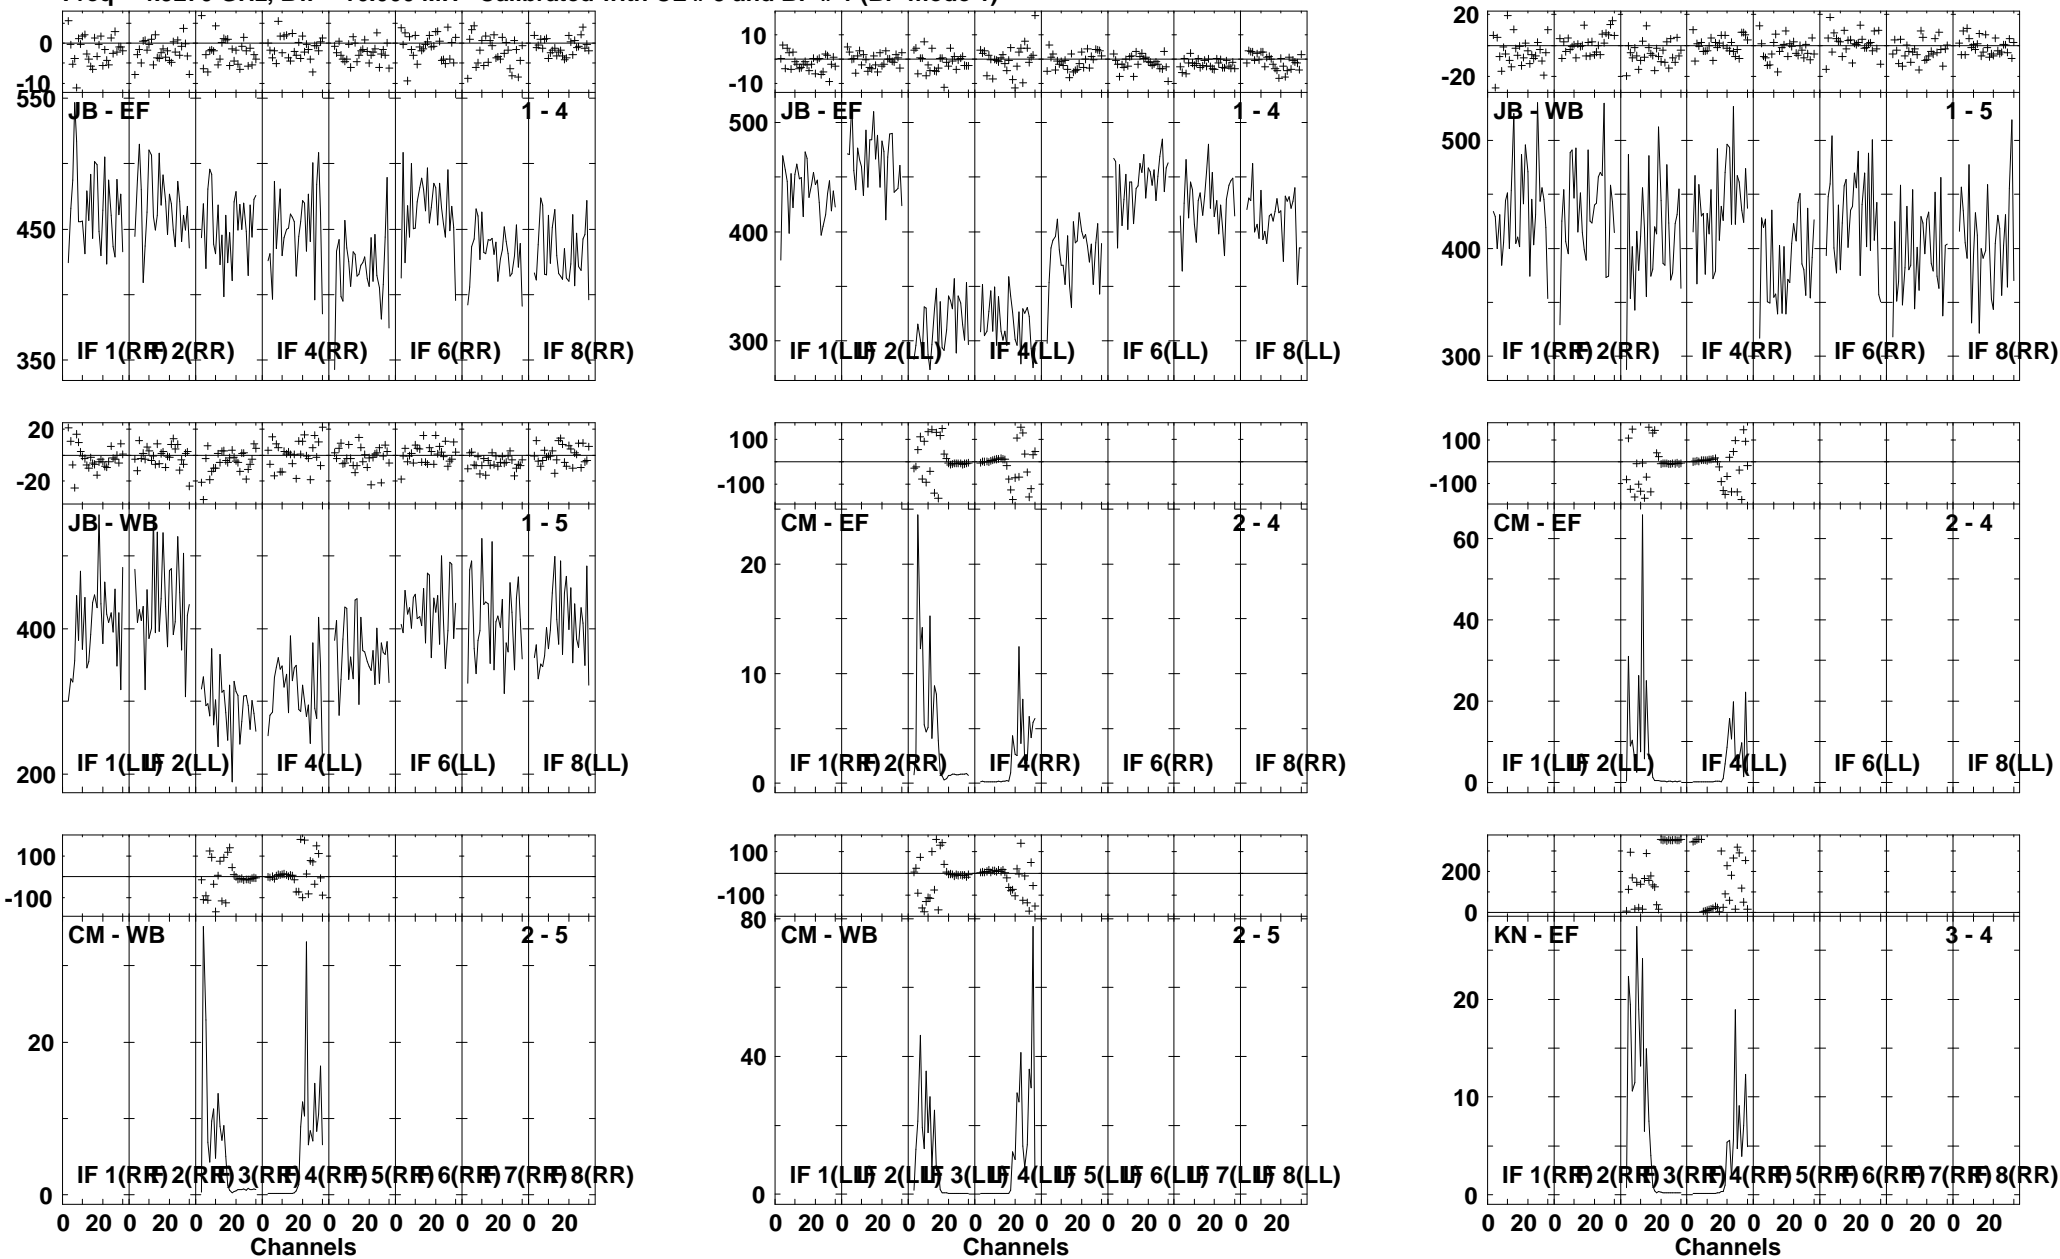 0
-10
550
JB - EF 1 - 4
450
350
IF 1(RR) IF 2(RR) IF 4(RR) IF 6(RR) IF 8(RR)
10
-10
500
JB - EF 1 - 4
400
300
IF 1(LL) IF 2(LL) IF 4(LL) IF 6(LL) IF 8(LL)
20
-20
JB - WB 1 - 5
500
400
300
IF 1(RR) IF 2(RR) IF 4(RR) IF 6(RR) IF 8(RR)
20
-20
JB - WB 1 - 5
400
200
IF 1(LL) IF 2(LL) IF 4(LL) IF 6(LL) IF 8(LL)
100
-100
CM - EF 2 - 4
20
10
0
IF 1(RR) IF 2(RR) IF 4(RR) IF 6(RR) IF 8(RR)
100
-100
CM - EF 2 - 4
60
40
20
0
IF 1(LL) IF 2(LL) IF 4(LL) IF 6(LL) IF 8(LL)
100
-100
CM - WB 2 - 5
20
0
IF 1(RR) IF 2(RR) IF 3(RR) IF 4(RR) IF 5(RR) IF 6(RR) IF 7(RR) IF 8(RR)
0 20 0 20 0 20 0 20 0 20 0 20 0 20 0 20
Channels
100
-100
80
CM - WB 2 - 5
40
0
IF 1(LL) IF 2(LL) IF 3(LL) IF 4(LL) IF 5(LL) IF 6(LL) IF 7(LL) IF 8(LL)
0 20 0 20 0 20 0 20 0 20 0 20 0 20 0 20
Channels
200
0
KN - EF 3 - 4
20
10
0
IF 1(RR) IF 2(RR) IF 3(RR) IF 4(RR) IF 5(RR) IF 6(RR) IF 7(RR) IF 8(RR)
0 20 0 20 0 20 0 20 0 20 0 20 0 20 0 20
Channels